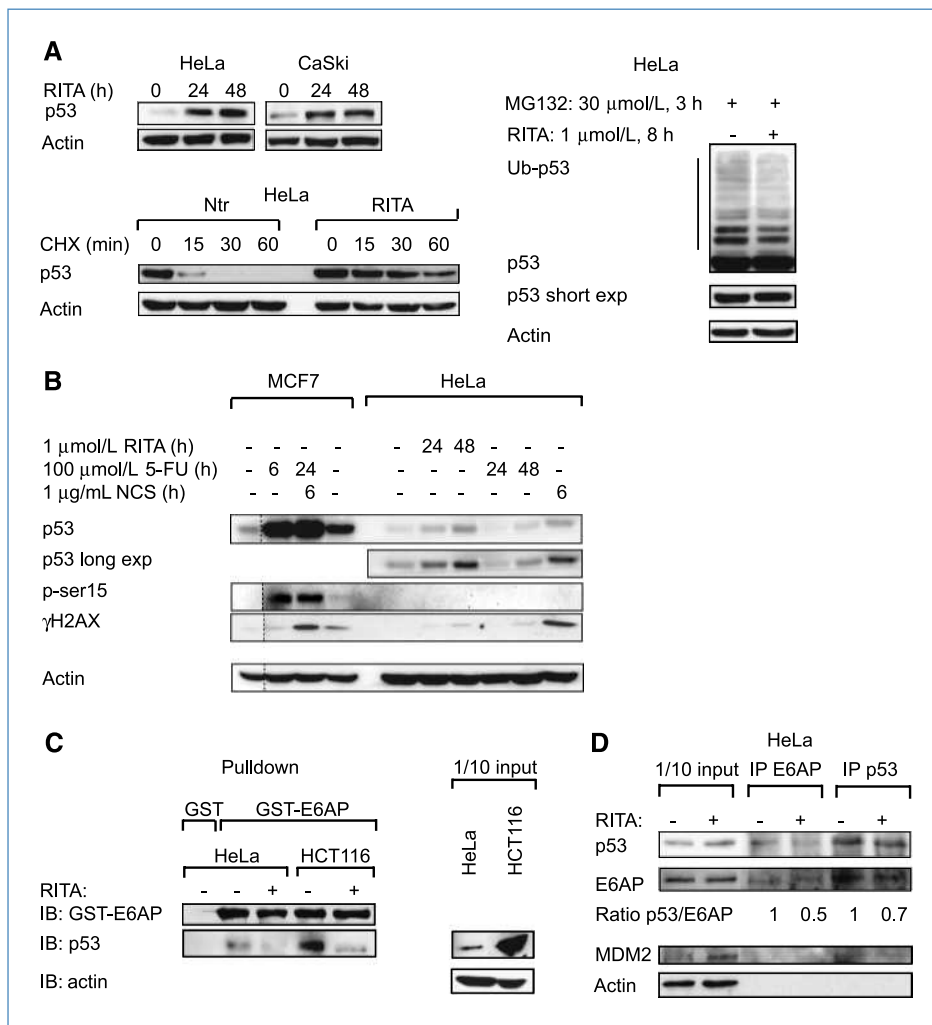 A
HeLa CaSki
RITA (h) 0 24 48 0 24 48
p53
Actin
HeLa
Ntr RITA
CHX (min) 0 15 30 60 0 15 30 60
p53
Actin
HeLa
MG132: 30 μmol/L, 3 h + +
RITA: 1 μmol/L, 8 h - +
Ub-p53
p53
p53 short exp
Actin
B
MCF7 HeLa
1 μmol/L RITA (h) - - - - - 24 48 - - -
100 μmol/L 5-FU (h) - 6 24 - - - - 24 48 -
1 μg/mL NCS (h) - - 6 - - - - - - 6
p53
p53 long exp
p-ser15
γH2AX
Actin
C
Pulldown
GST GST-E6AP
HeLa HCT116
RITA: - - + - +
IB: GST-E6AP
IB: p53
IB: actin
1/10 input
HeLa
HCT116
D
HeLa
1/10 input IP E6AP IP p53
RITA: - + - + - +
p53
E6AP
Ratio p53/E6AP 1 0.5 1 0.7
MDM2
Actin